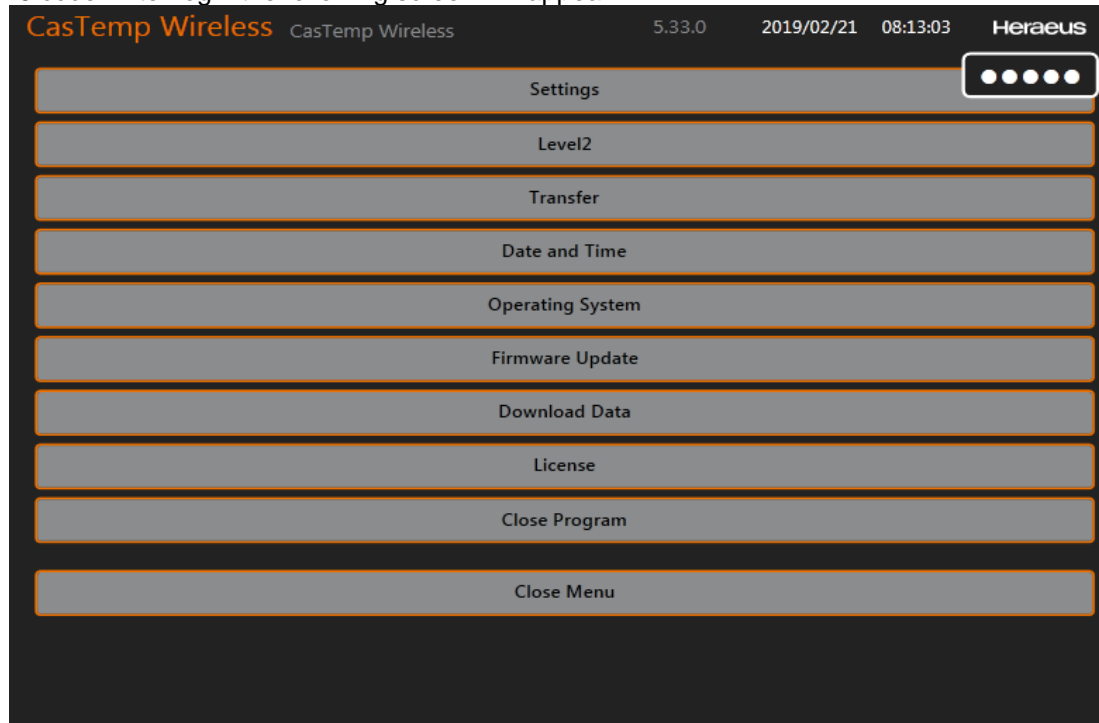 CasTemp Wireless CasTemp Wireless 5.33.0 2019/02/21 08:13:03 Heraeus
Settings
Level2
Transfer
Date and Time
Operating System
Firmware Update
Download Data
License
Close Program
Close Menu